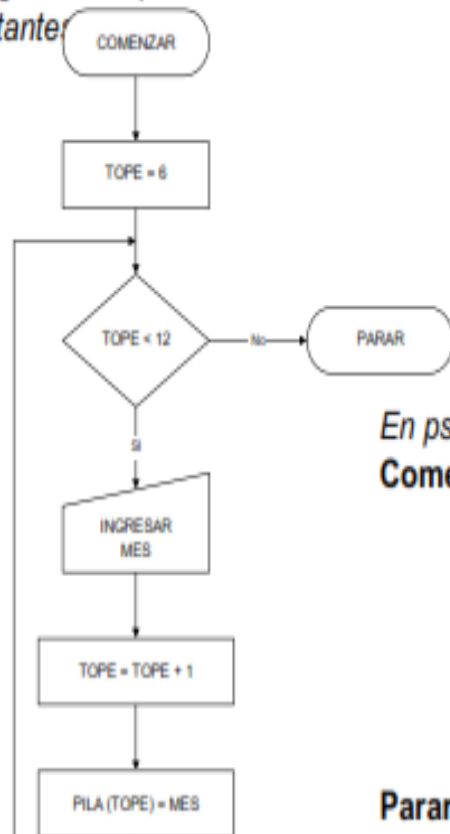 tantes
COMENZAR
TOPE = 6
TOPE < 12
No
PARAR
SI
En ps
Come
INGRESAR
MES
TOPE = TOPE + 1
PILA (TOPE) = MES
Parar